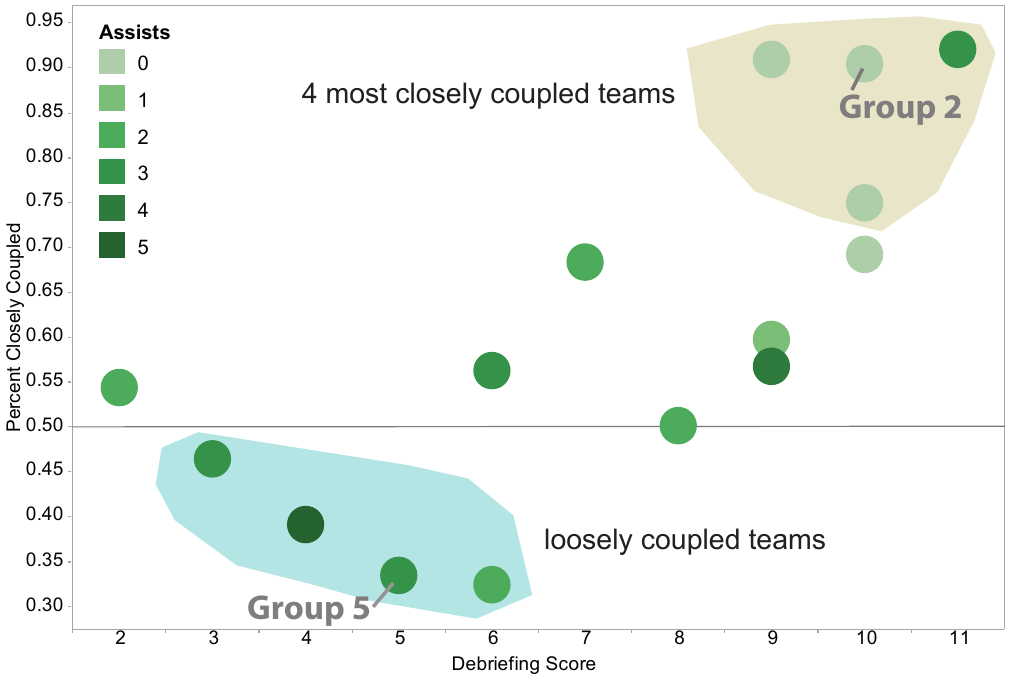 Assists
0
1
2
3
4
5
4 most closely coupled teams
Group 2
loosely coupled teams
Group 5
Percent Closely Coupled
0.95
0.90
0.85
0.80
0.75
0.70
0.65
0.60
0.55
0.50
0.45
0.40
0.35
0.30
2 3 4 5 6 7 8 9 10 11
Debriefing Score